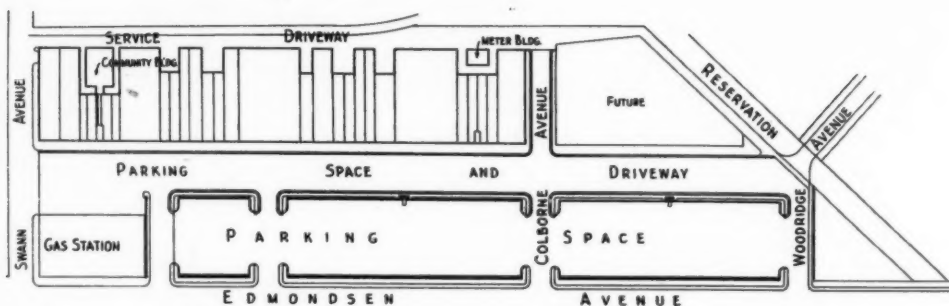 SERVICE DRIVEWAY
COMMUNITY BLDG.
METER BLDG.
AVENUE
AVENUE
FUTURE
RESERVATION
AVENUE
PARKING SPACE AND DRIVEWAY
SWANN
GAS STATION
PARKING
COLBORNE
SPACE
WOODRIDGE
EDMONDSEN AVENUE